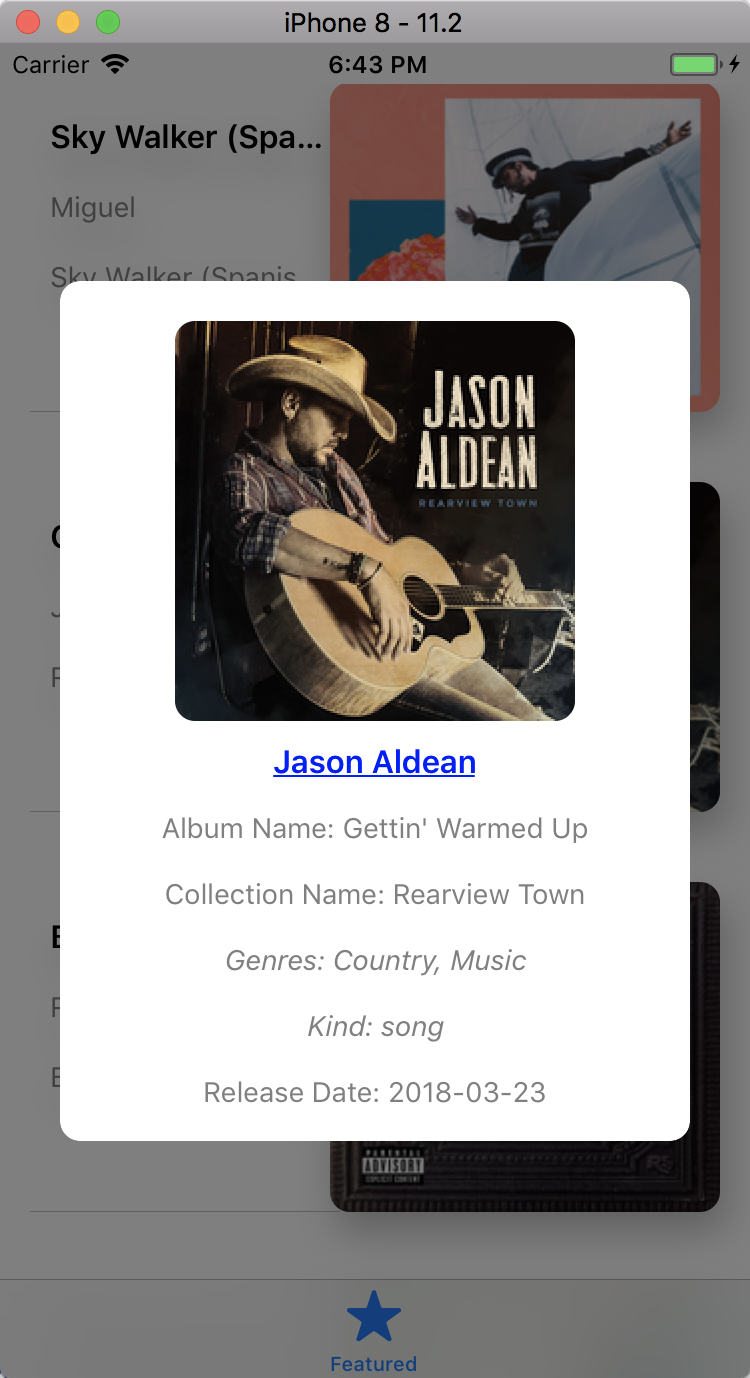 iPhone 8 - 11.2
Carrier 6:43 PM
Sky Walker (Spa...
Miguel
Sky Walker (Spanis
JASON
ALDEAN
REARVIEW TOWN
Jason Aldean
Album Name: Gettin' Warmed Up
Collection Name: Rearview Town
Genres: Country, Music
Kind: song
Release Date: 2018-03-23
PARENTAL
ADVISORY
EXPLICIT CONTENT
Featured